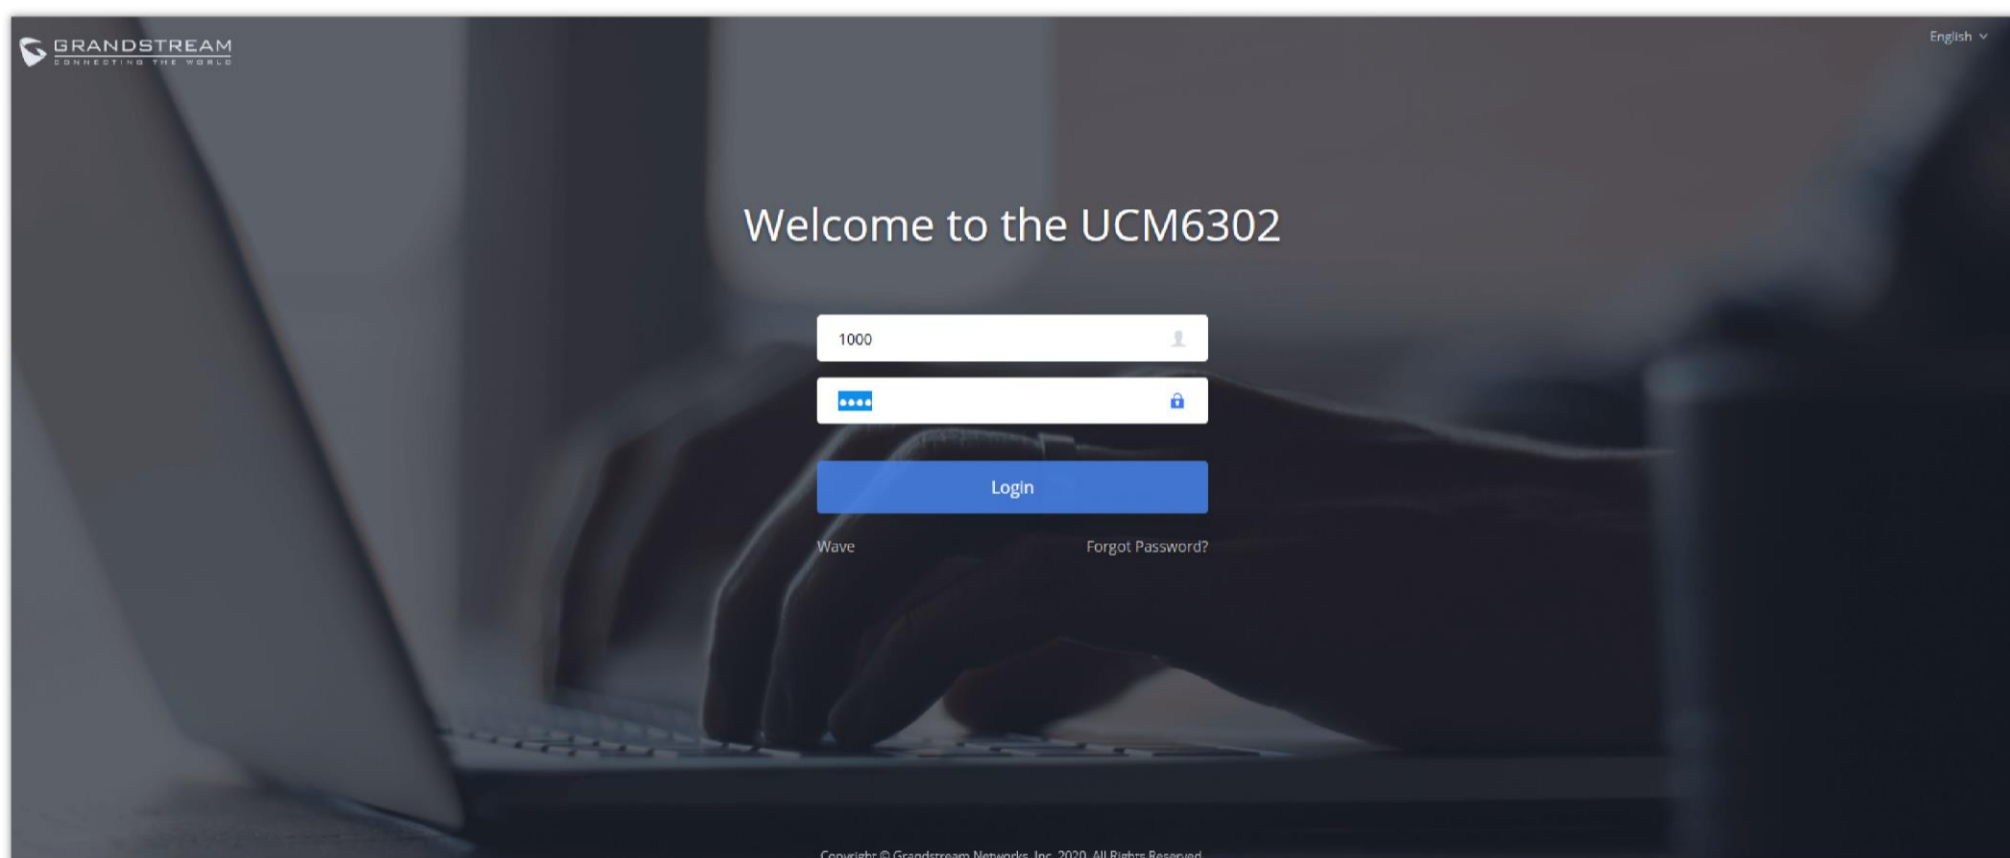 GRANDSTREAM
CONNECTING THE WORLD
English
Welcome to the UCM6302
1000
••••
Login
Wave
Forgot Password?
Copyright © Grandstream Networks, Inc. 2020. All Rights Reserved.